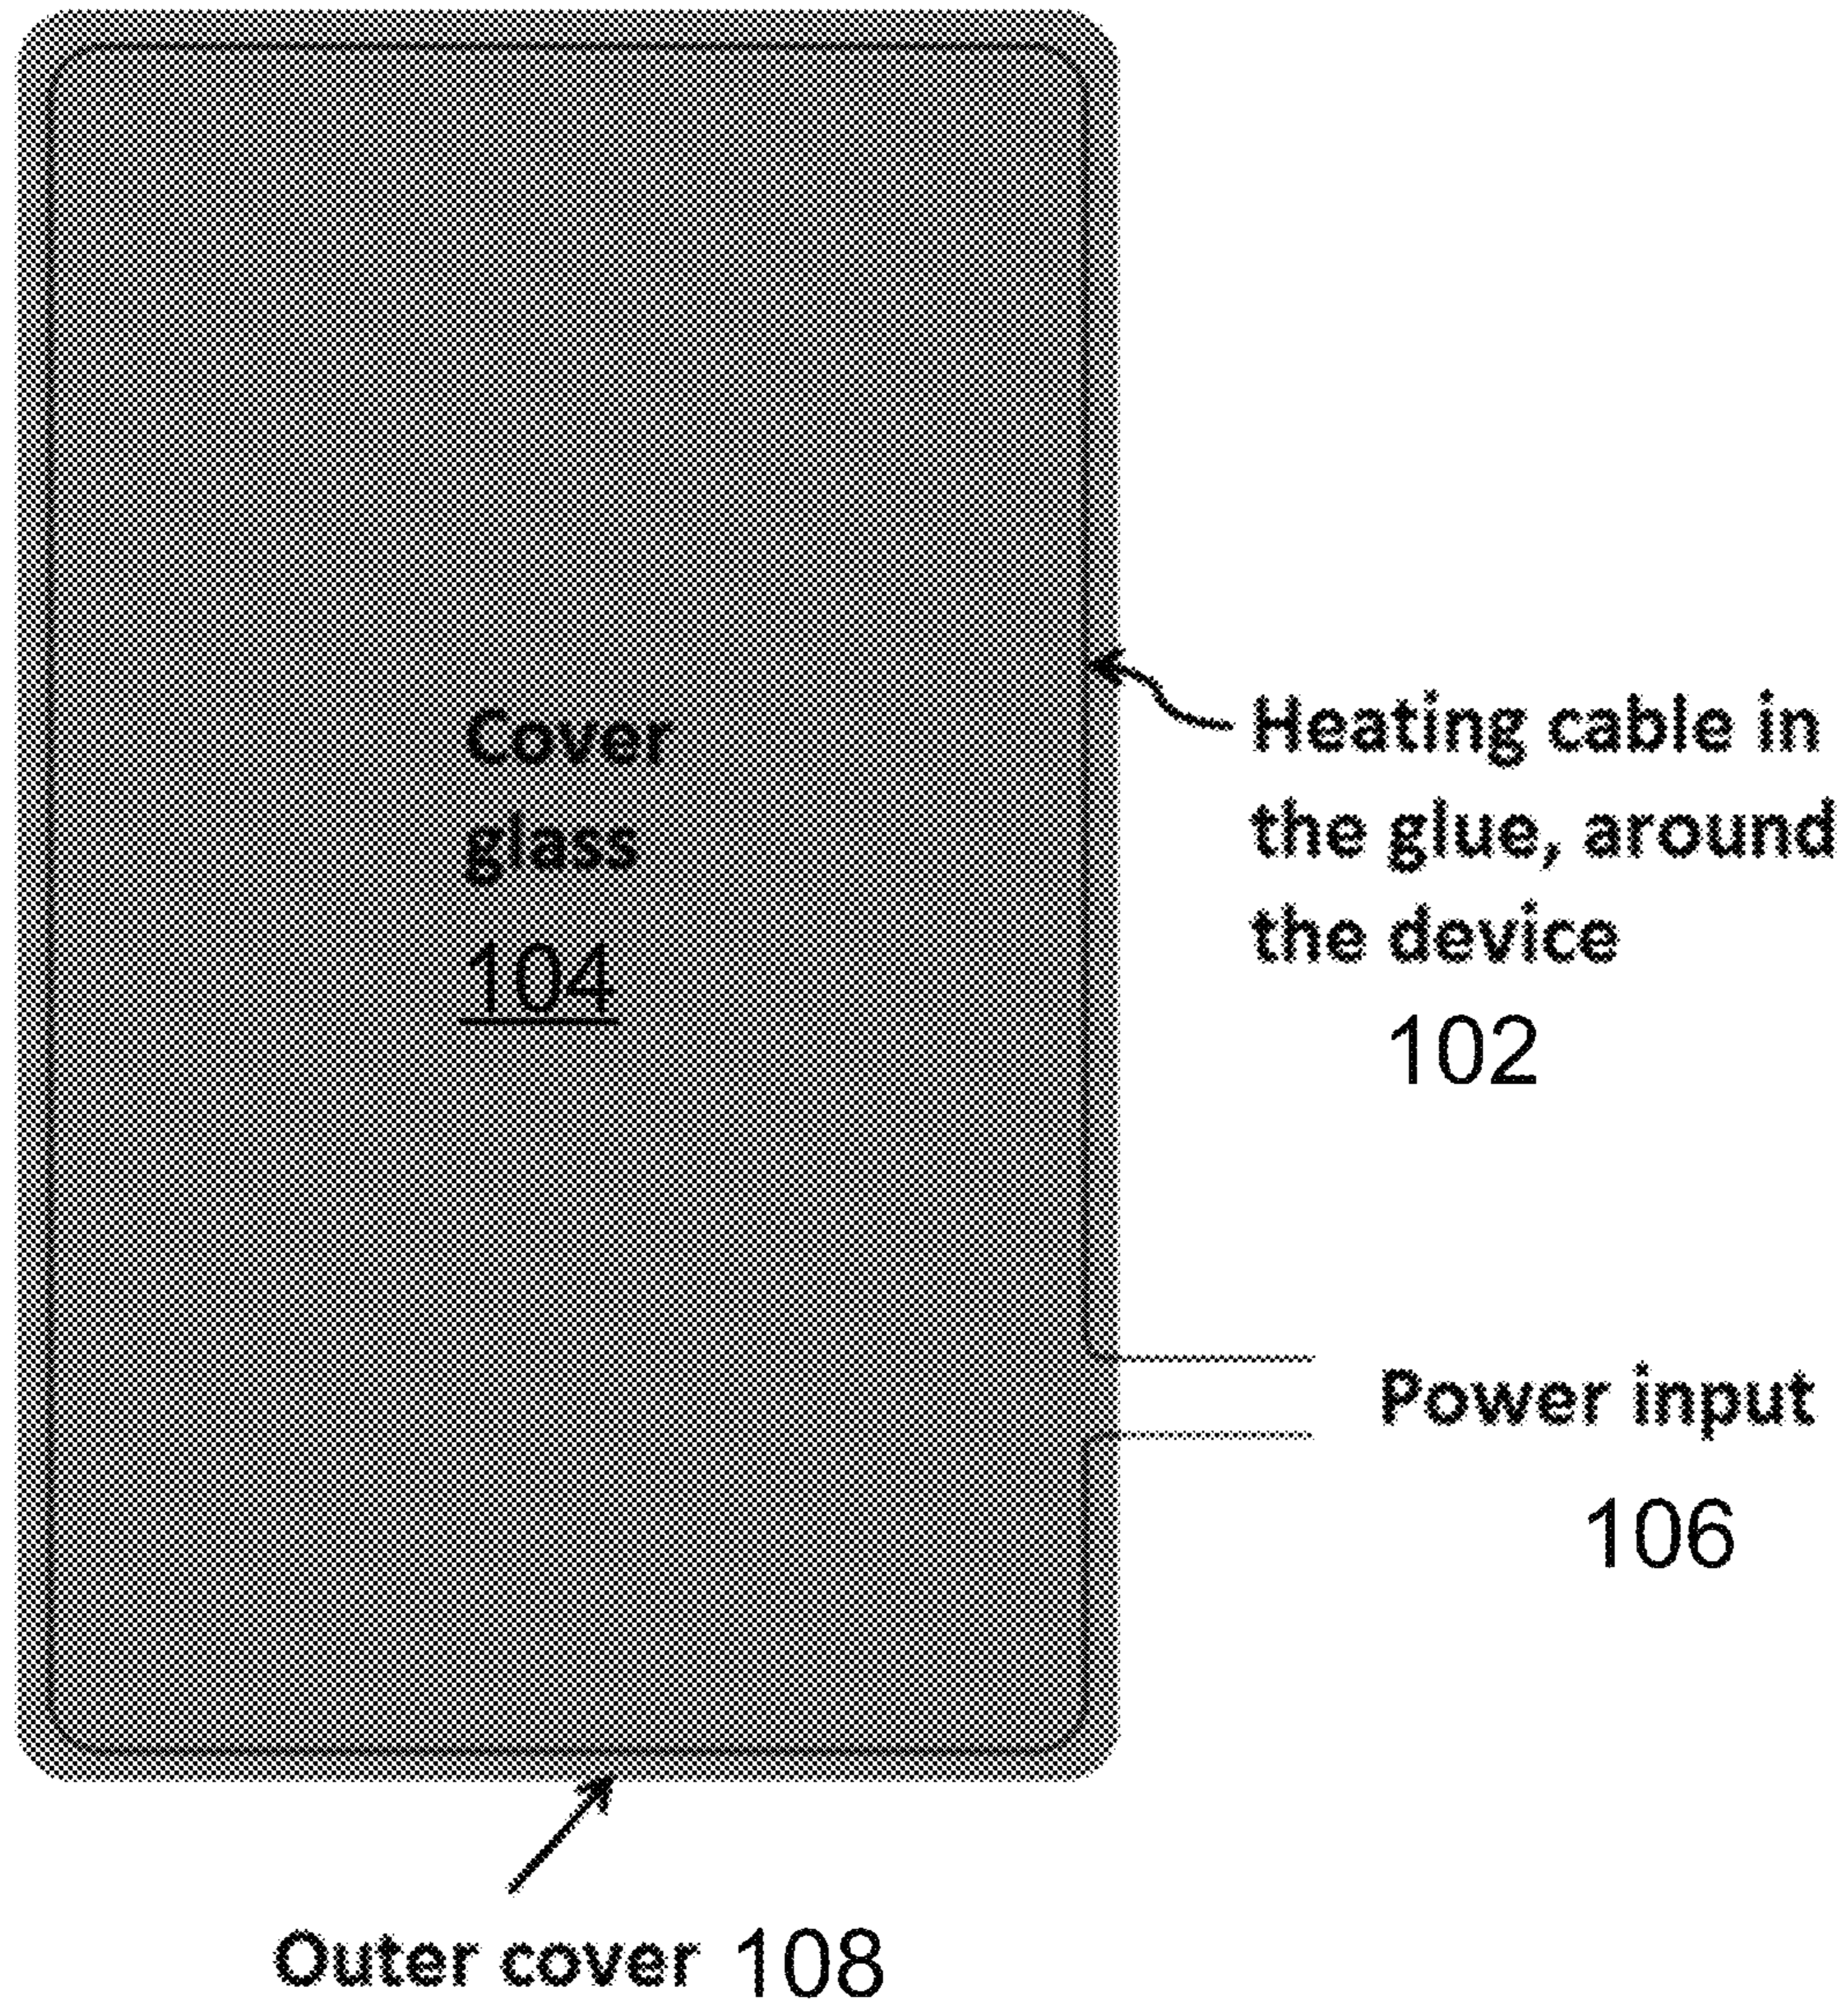 Cover
glass
104
Heating cable in
the glue, around
the device
102
Power input
106
Outer cover 108